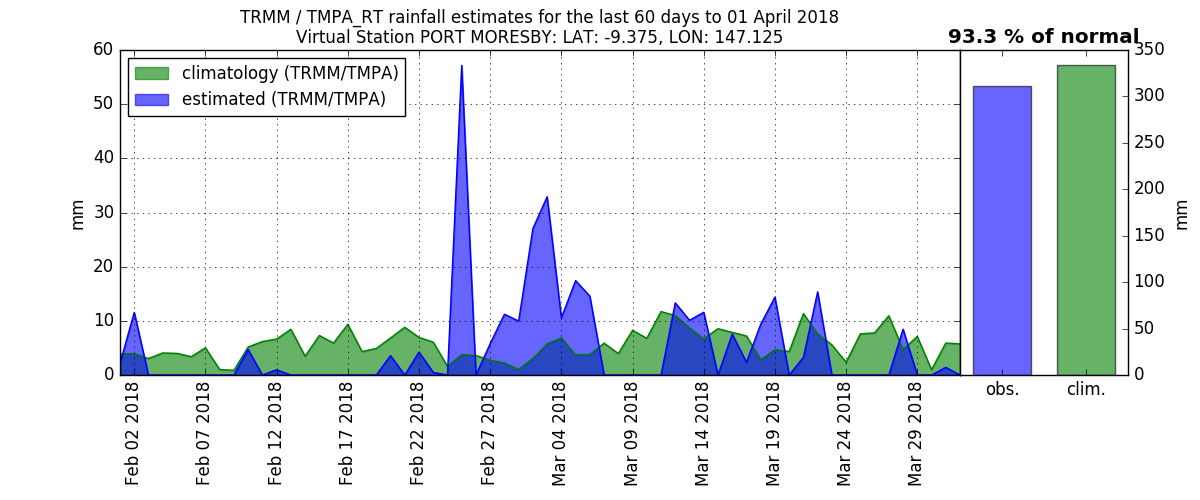 TRMM / TMPA_RT rainfall estimates for the last 60 days to 01 April 2018
Virtual Station PORT MORESBY: LAT: -9.375, LON: 147.125
93.3 % of normal
climatology (TRMM/TMPA)
estimated (TRMM/TMPA)
60
50
40
30
20
10
0
mm
Feb 02 2018
Feb 07 2018
Feb 12 2018
Feb 17 2018
Feb 22 2018
Feb 27 2018
Mar 04 2018
Mar 09 2018
Mar 14 2018
Mar 19 2018
Mar 24 2018
Mar 29 2018
obs.
clim.
350
300
250
200
150
100
50
0
mm